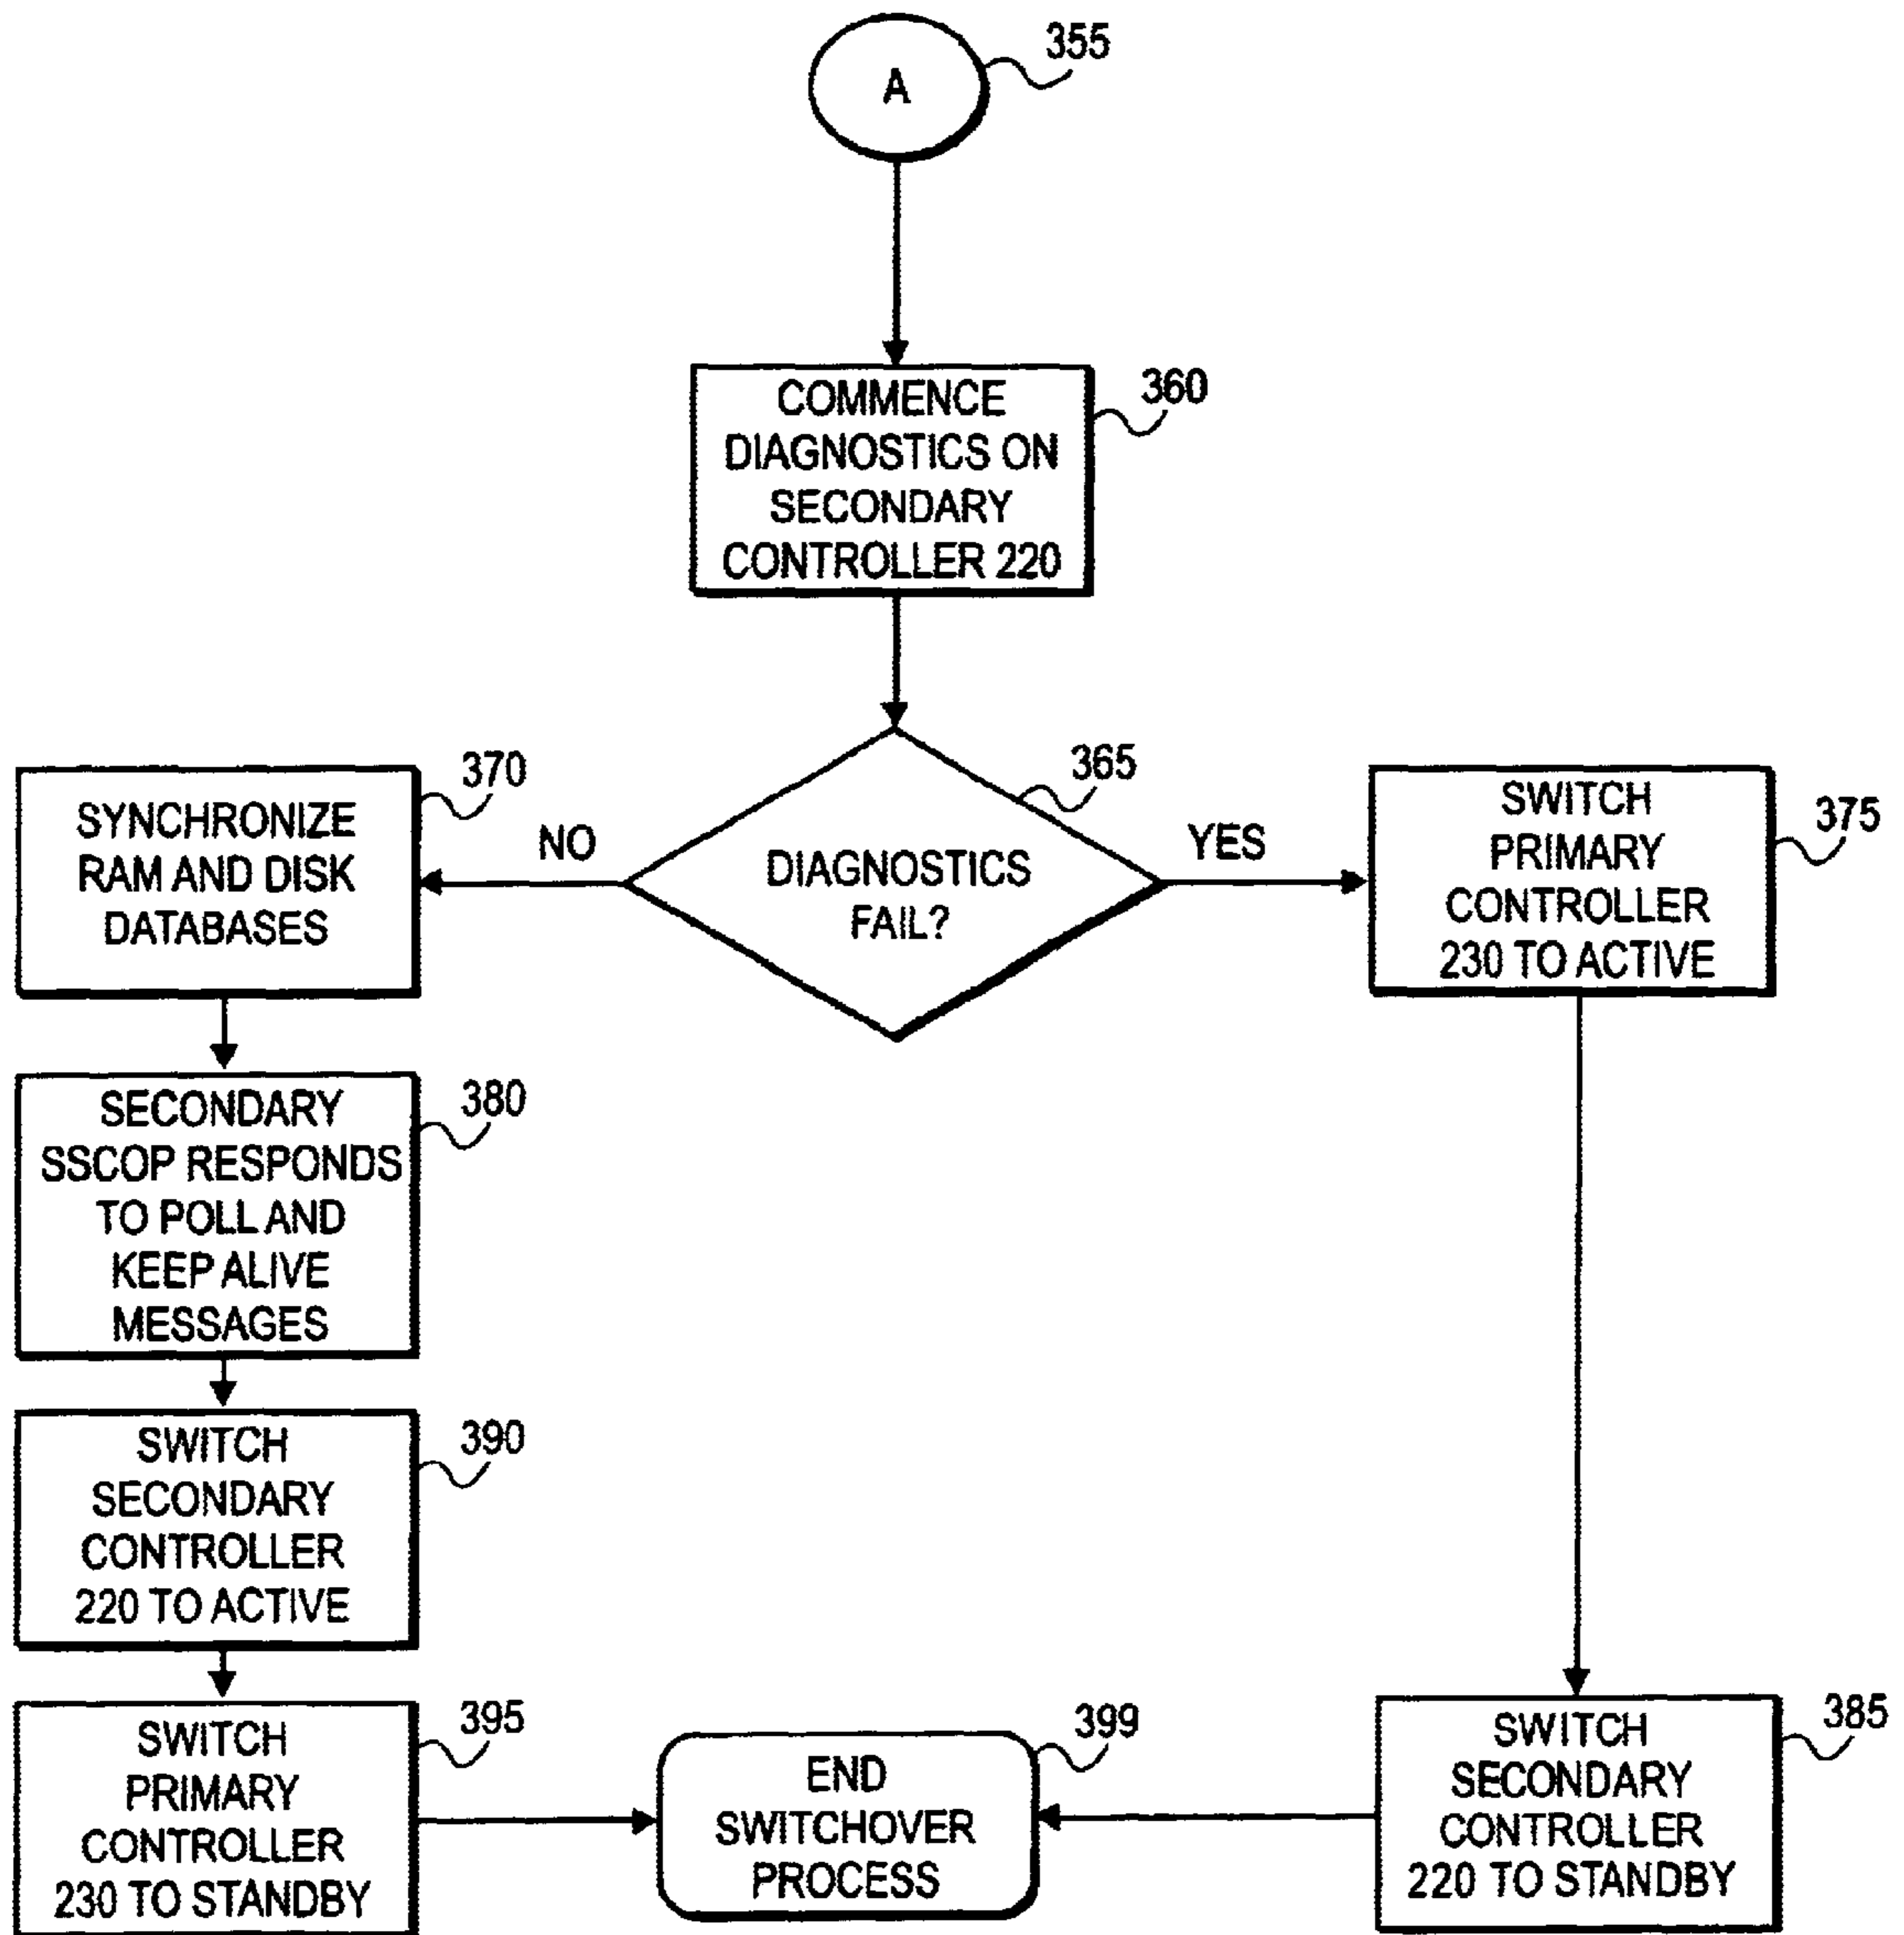 A
355
COMMENCE
DIAGNOSTICS ON
SECONDARY
CONTROLLER 220
360
DIAGNOSTICS
FAIL?
365
NO
YES
SYNCHRONIZE
RAM AND DISK
DATABASES
370
SWITCH
PRIMARY
CONTROLLER
230 TO ACTIVE
375
SECONDARY
SSCOP RESPONDS
TO POLL AND
KEEP ALIVE
MESSAGES
380
SWITCH
SECONDARY
CONTROLLER
220 TO ACTIVE
390
SWITCH
PRIMARY
CONTROLLER
230 TO STANDBY
395
END
SWITCHOVER
PROCESS
399
SWITCH
SECONDARY
CONTROLLER
220 TO STANDBY
385